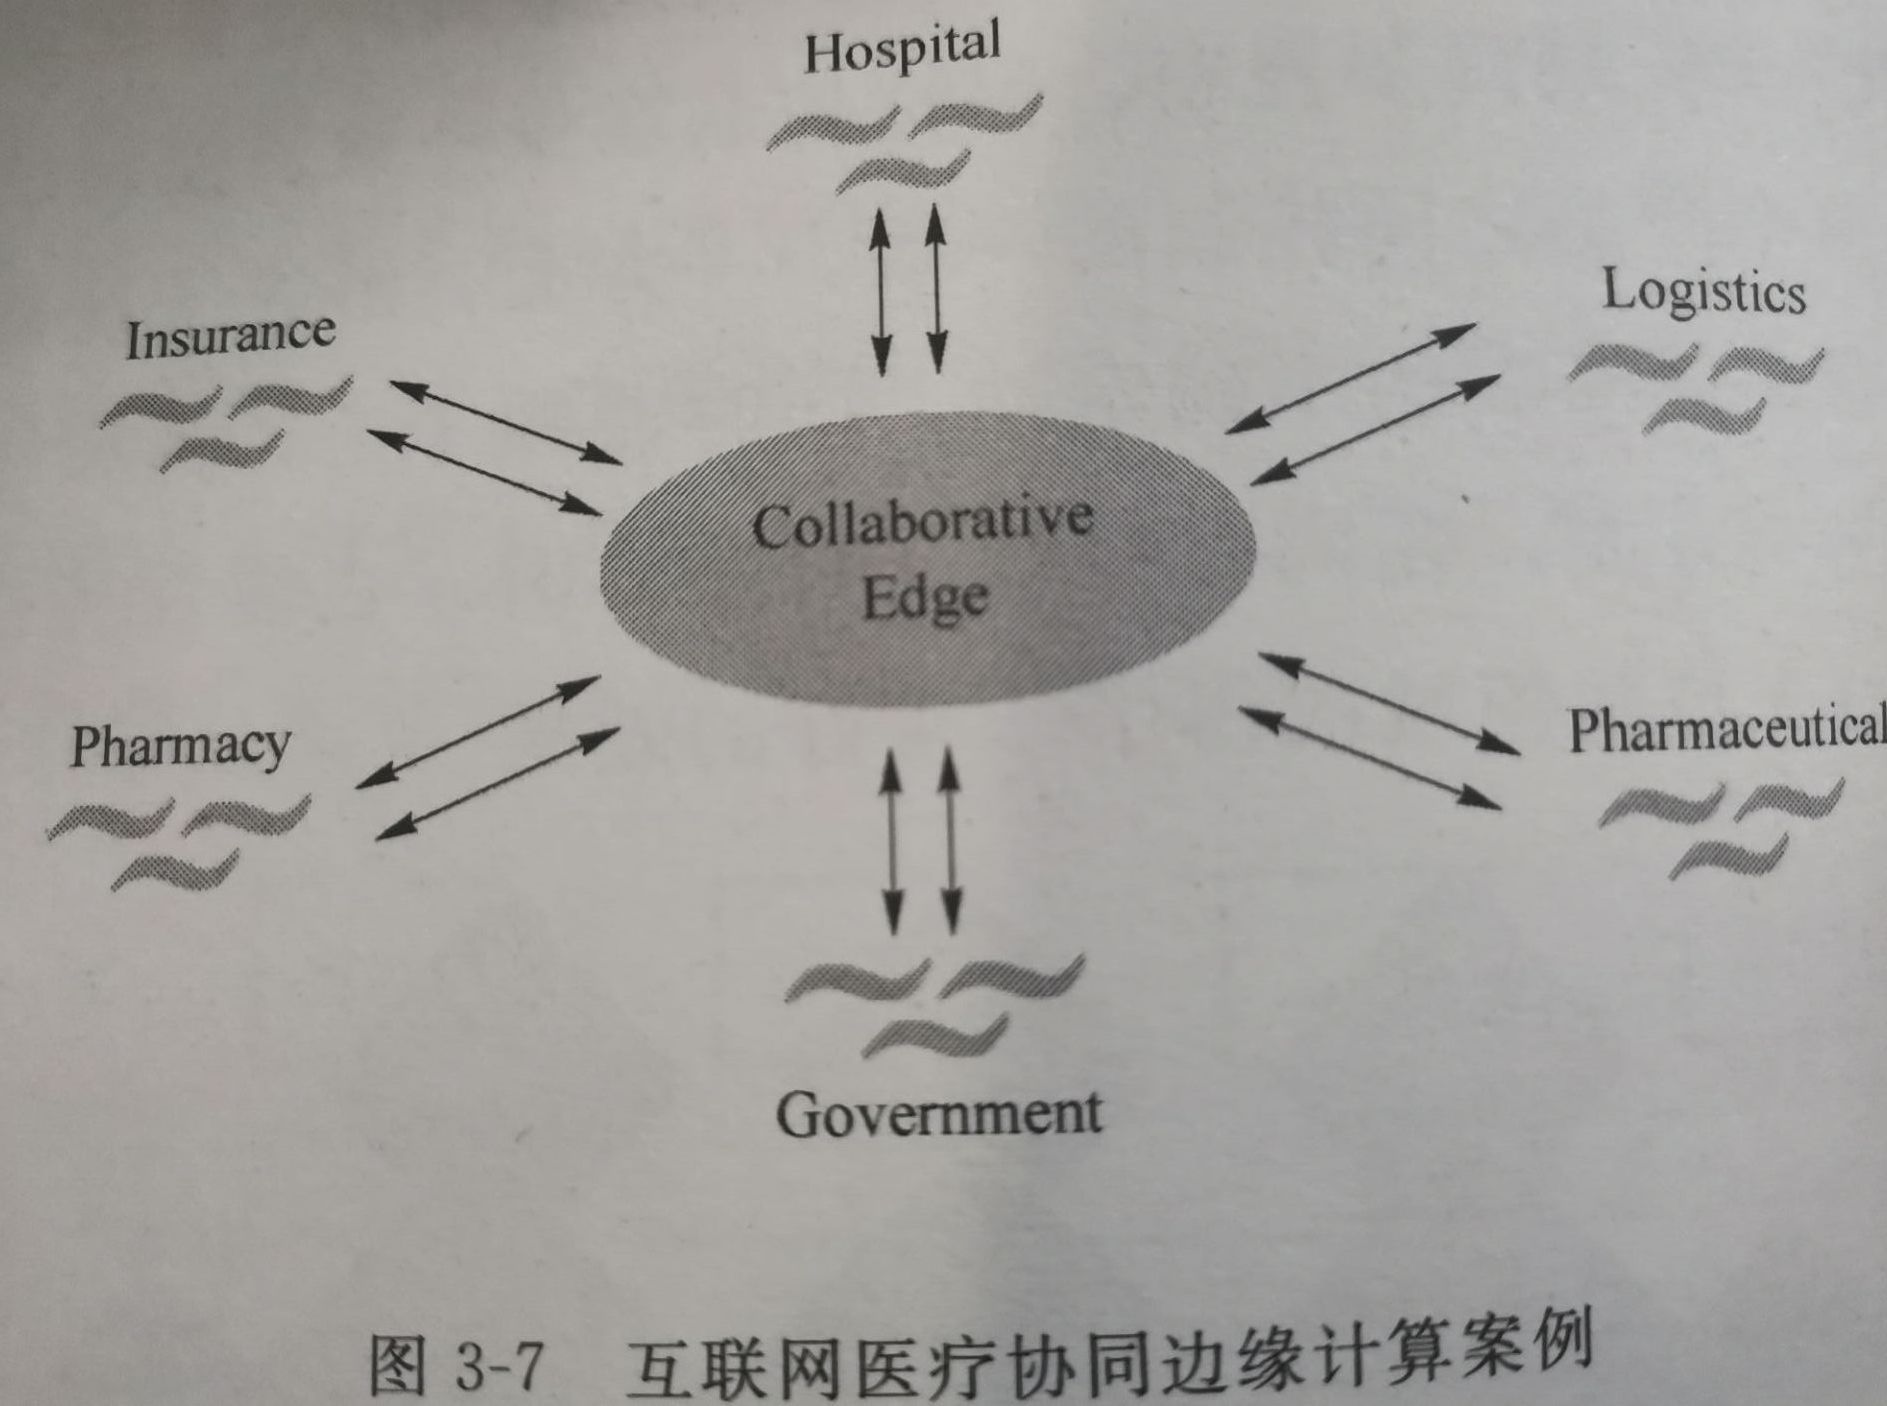 Hospital
Logistics
Insurance
Collaborative
Edge
Pharmaceutical
Pharmacy
Government
图 3-7 互联网医疗协同边缘计算案例